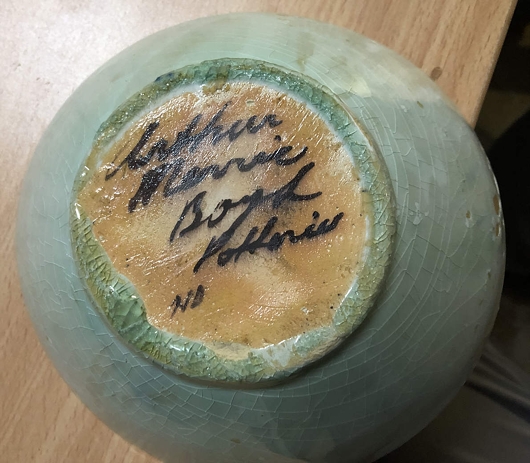 Arthur
Merric
Boyd
Potteries
NB